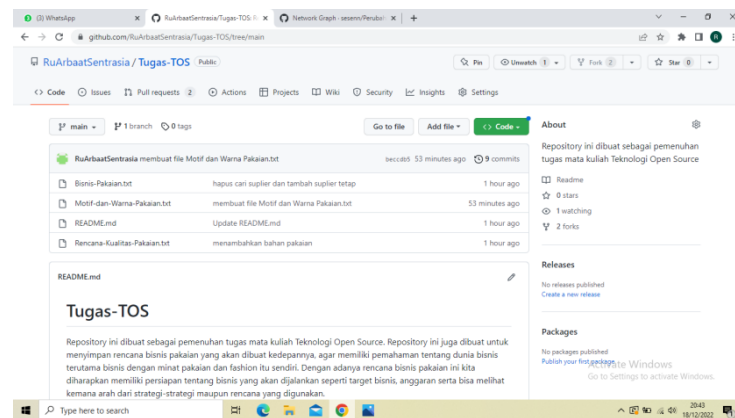 (3) WhatsApp
RuArbaatSentrasia/Tugas-TOS: R
Network Graph · sesenn/Perubah
github.com/RuArbaatSentrasia/Tugas-TOS/tree/main
RuArbaatSentrasia / Tugas-TOS Public
Pin Unwatch 1 Fork 2 Star 0
<> Code Issues Pull requests 2 Actions Projects Wiki Security Insights Settings
main 1 branch 0 tags Go to file Add file <> Code
RuArbaatSentrasia membuat file Motif dan Warna Pakaian.txt 53 minutes ago 9 commits
Bisnis-Pakaian.txt hapus cari suplier dan tambah suplier tetap 1 hour ago
Motif-dan-Warna-Pakaian.txt membuat file Motif dan Warna Pakaian.txt 53 minutes ago
README.md Update README.md 1 hour ago
Rencana-Kualitas-Pakaian.txt menambahkan bahan pakaian 1 hour ago
README.md
Tugas-TOS
Repository ini dibuat sebagai pemenuhan tugas mata kuliah Teknologi Open Source. Repository ini juga dibuat untuk
menyimpan rencana bisnis pakaian yang akan dibuat kedepannya, agar memiliki pemahaman tentang dunia bisnis
terutama bisnis dengan minat pakaian dan fashion itu sendiri. Dengan adanya rencana bisnis pakaian ini kita
diharapkan memiliki persiapan tentang bisnis yang akan dijalankan seperti target bisnis, anggaran serta bisa melihat
kemana arah dari strategi-strategi maupun rencana yang digunakan.
About
Repository ini dibuat sebagai pemenuhan
tugas mata kuliah Teknologi Open Source
Readme
0 stars
1 watching
2 forks
Releases
No releases published
Create a new release
Packages
No packages published
Publish your first package
Activate Windows
Go to Settings to activate Windows.
Type here to search
20:43
18/12/2022